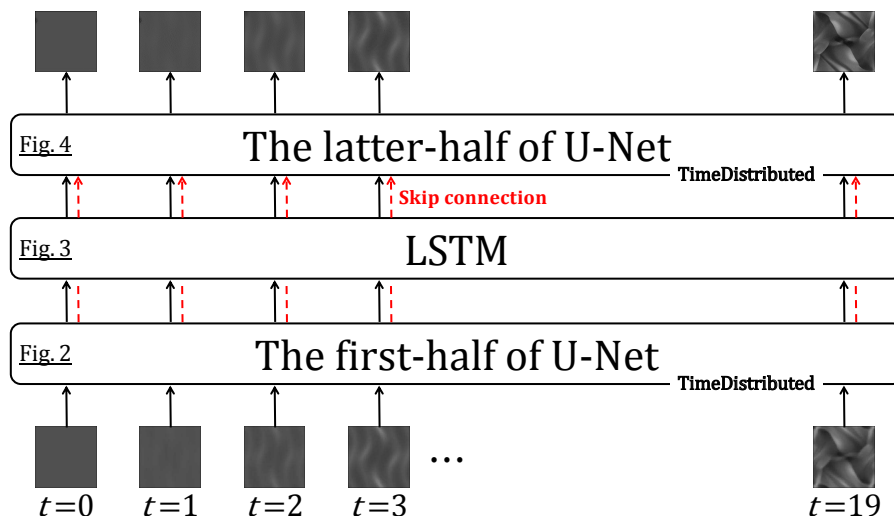 Fig. 4
The latter-half of U-Net
TimeDistributed
Skip connection
Fig. 3
LSTM
Fig. 2
The first-half of U-Net
TimeDistributed
...
t=0 t=1 t=2 t=3 t=19